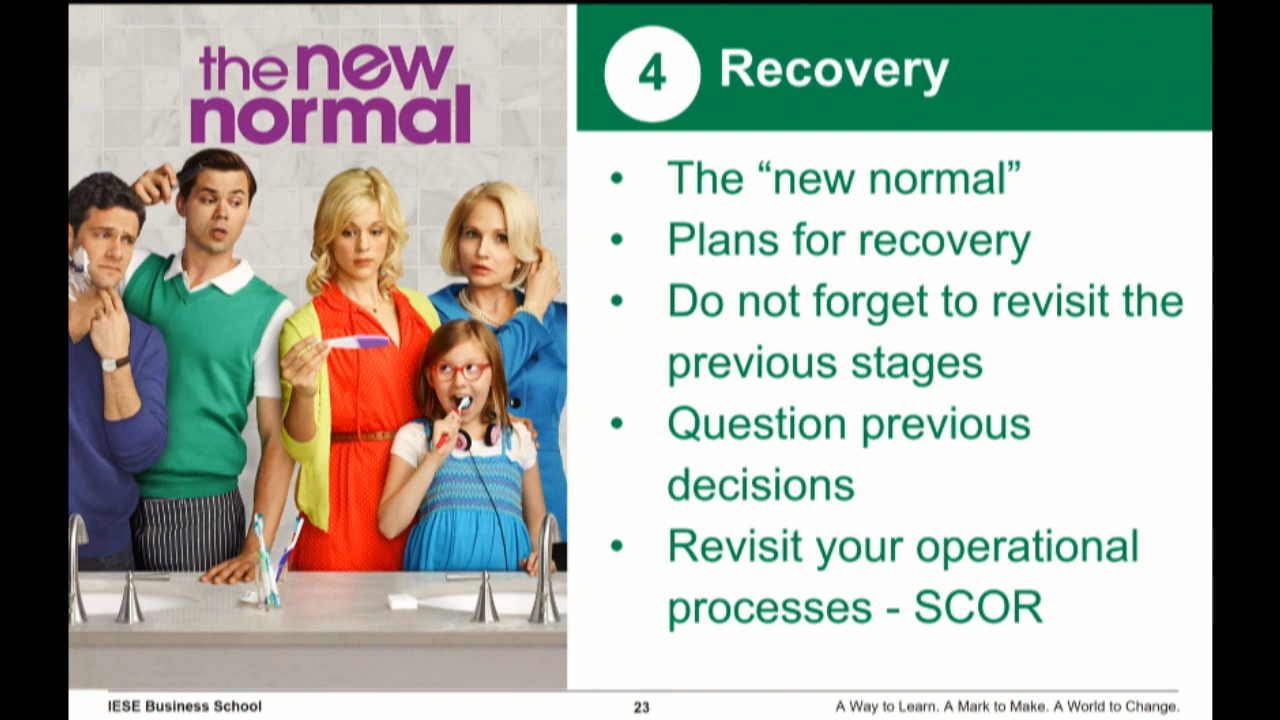 the new
normal
4 Recovery
• The “new normal”
• Plans for recovery
• Do not forget to revisit the
previous stages
• Question previous
decisions
• Revisit your operational
processes - SCOR
IESE Business School 23 A Way to Learn. A Mark to Make. A World to Change.